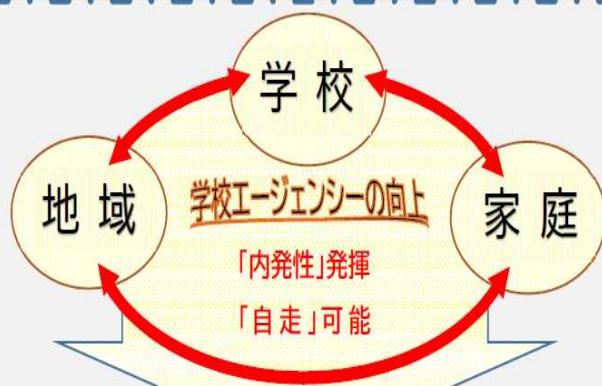 学校
地域
家庭
学校エージェンシーの向上
「内発性」発揮
「自走」可能